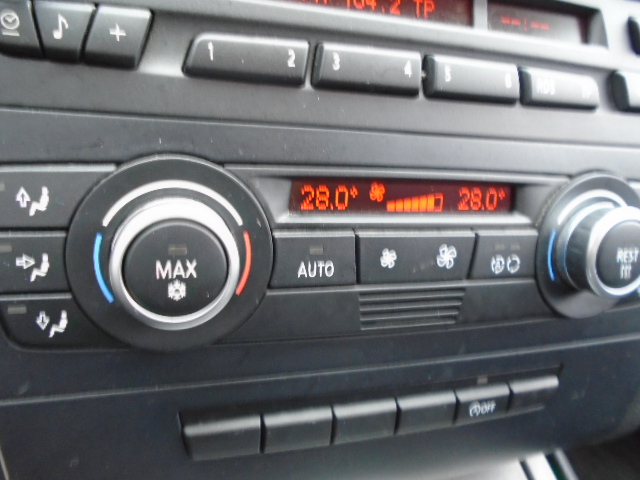 104.2 TP
1 2 3 4 5 6
28.0° 28.0°
MAX
AUTO
REST
OFF